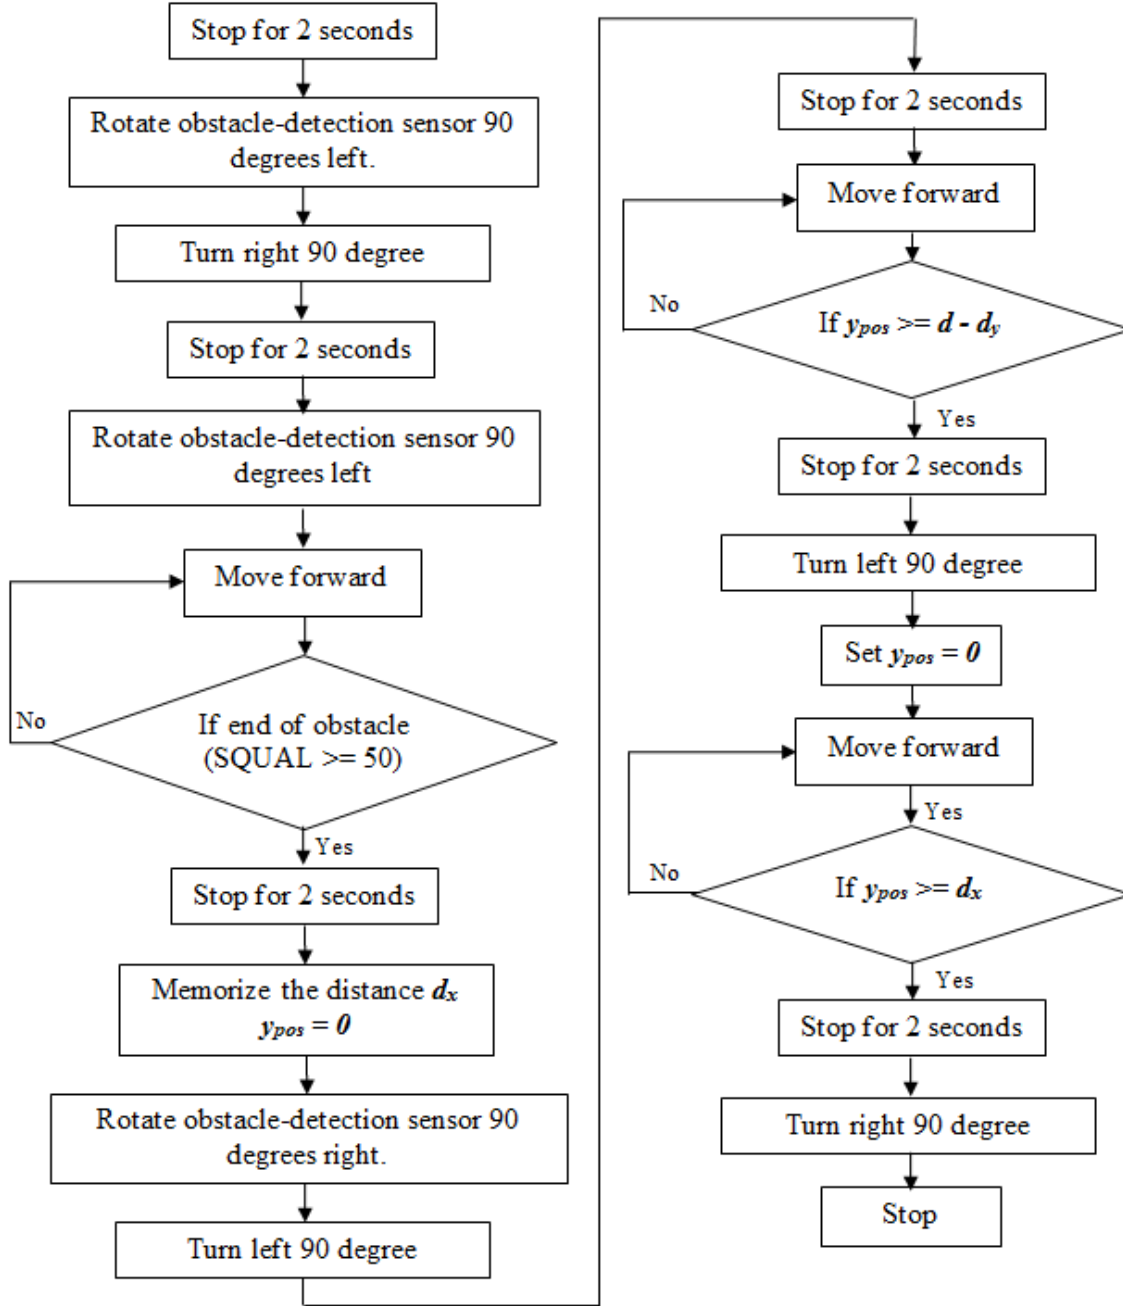 Stop for 2 seconds
Rotate obstacle-detection sensor 90
degrees left.
Turn right 90 degree
Stop for 2 seconds
Rotate obstacle-detection sensor 90
degrees left
Move forward
No
If end of obstacle
(SQUAL >= 50)
Yes
Stop for 2 seconds
Memorize the distance dx
ypos = 0
Rotate obstacle-detection sensor 90
degrees right.
Turn left 90 degree
Stop for 2 seconds
Move forward
No
If ypos >= d - dy
Yes
Stop for 2 seconds
Turn left 90 degree
Set ypos = 0
Move forward
Yes
No
If ypos >= dx
Yes
Stop for 2 seconds
Turn right 90 degree
Stop